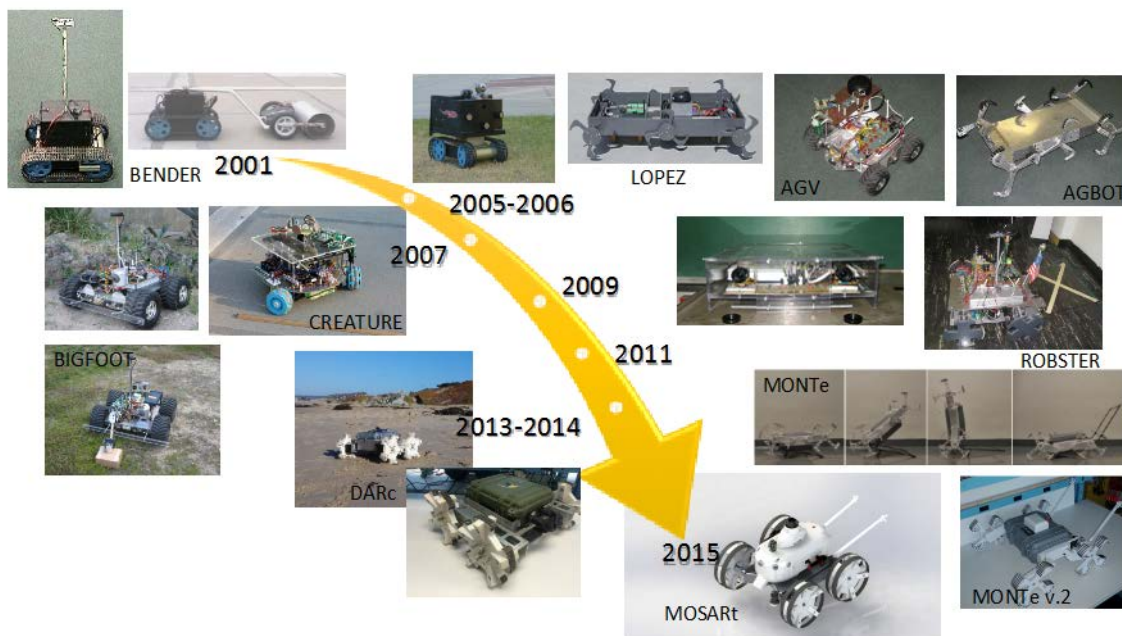 BENDER
2001
LOPEZ
AGV
AGBOT
2005-2006
2007
CREATURE
2009
ROBSTER
BIGFOOT
2011
MONTe
2013-2014
DARc
2015
MOSARt
MONTe v.2